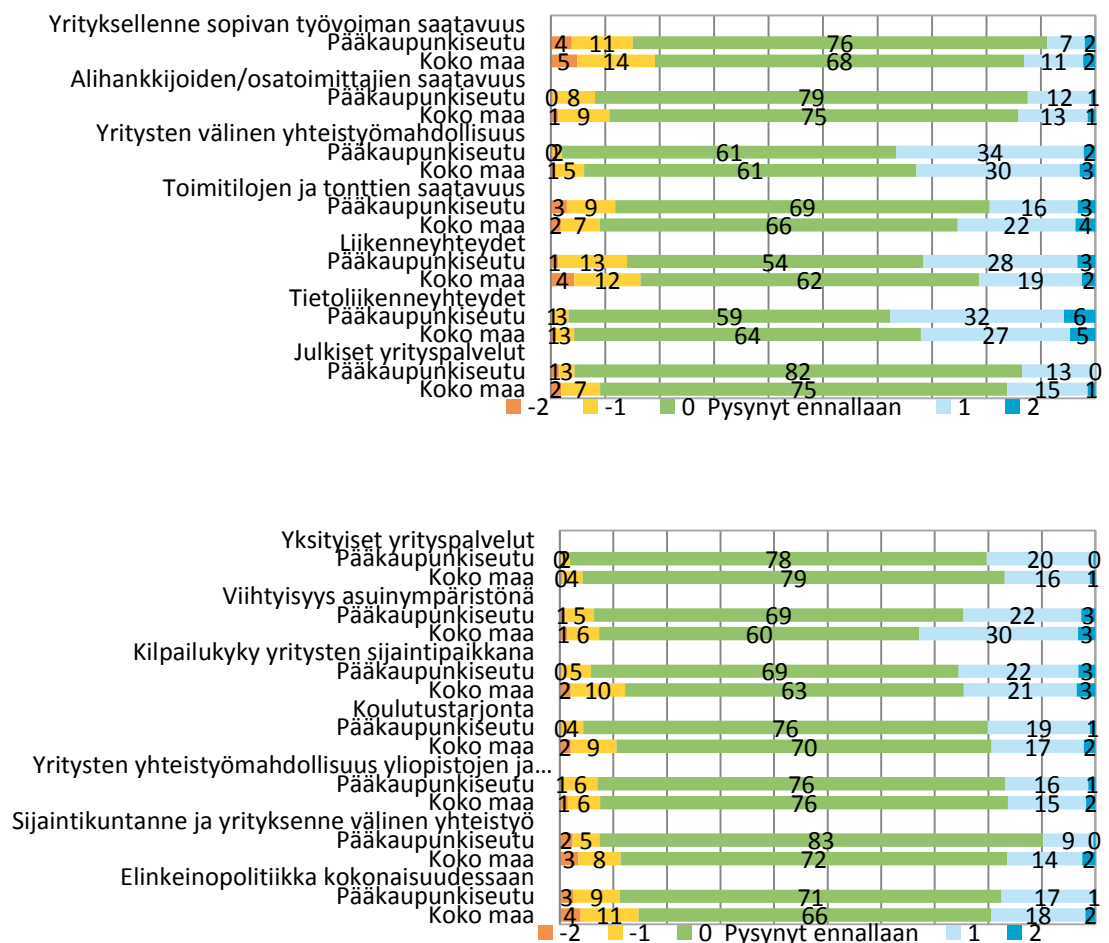 Yrityksellenne sopivan työvoiman saatavuus
Pääkaupunkiseutu 4 11 76 7 2
Koko maa 5 14 68 11 2
Alihankkijoiden/osatoimittajien saatavuus
Pääkaupunkiseutu 0 8 79 12 1
Koko maa 1 9 75 13 1
Yritysten välinen yhteistyömahdollisuus
Pääkaupunkiseutu 0 2 61 34 2
Koko maa 1 5 61 30 3
Toimitilojen ja tonttien saatavuus
Pääkaupunkiseutu 3 9 69 16 3
Koko maa 2 7 66 22 4
Liikenneyhteydet
Pääkaupunkiseutu 1 13 54 28 3
Koko maa 4 12 62 19 2
Tietoliikenneyhteydet
Pääkaupunkiseutu 1 3 59 32 6
Koko maa 1 3 64 27 5
Julkiset yrityspalvelut
Pääkaupunkiseutu 1 3 82 13 0
Koko maa 2 7 75 15 1
-2 -1 0 Pysynyt ennallaan 1 2
Yksityiset yrityspalvelut
Pääkaupunkiseutu 0 2 78 20 0
Koko maa 0 4 79 16 1
Viihtyisyys asuinympäristönä
Pääkaupunkiseutu 1 5 69 22 3
Koko maa 1 6 60 30 3
Kilpailukyky yritysten sijaintipaikkana
Pääkaupunkiseutu 0 5 69 22 3
Koko maa 2 10 63 21 3
Koulutustarjonta
Pääkaupunkiseutu 0 4 76 19 1
Koko maa 2 9 70 17 2
Yritysten yhteistyömahdollisuus yliopistojen ja...
Pääkaupunkiseutu 1 6 76 16 1
Koko maa 1 6 76 15 2
Sijaintikuntanne ja yrityksenne välinen yhteistyö
Pääkaupunkiseutu 2 5 83 9 0
Koko maa 3 8 72 14 2
Elinkeinopolitiikka kokonaisuudessaan
Pääkaupunkiseutu 3 9 71 17 1
Koko maa 4 11 66 18 2
-2 -1 0 Pysynyt ennallaan 1 2